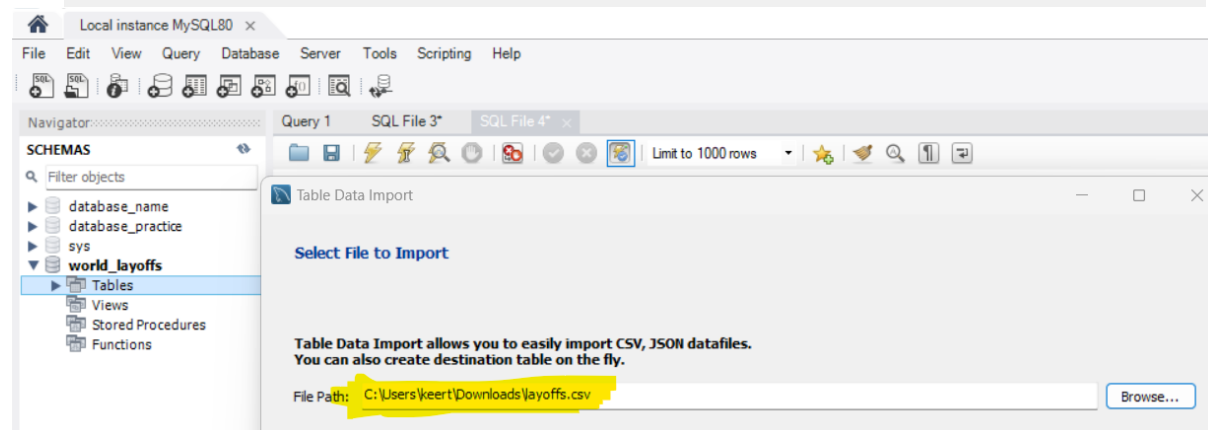 Local instance MySQL80 ×
File Edit View Query Database Server Tools Scripting Help
Navigator
Query 1 SQL File 3* SQL File 4* ×
SCHEMAS
Limit to 1000 rows
Filter objects
Table Data Import
database_name
database_practice
sys
world_layoffs
Tables
Views
Stored Procedures
Functions
Select File to Import
Table Data Import allows you to easily import CSV, JSON datafiles.
You can also create destination table on the fly.
File Path: C:\Users\keert\Downloads\layoffs.csv Browse...